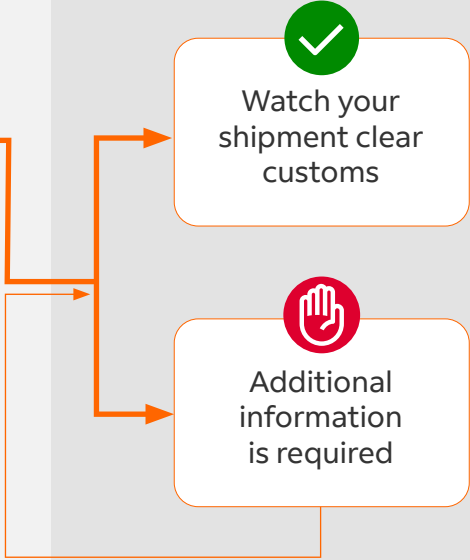 Watch your
shipment clear
customs
Additional
information
is required